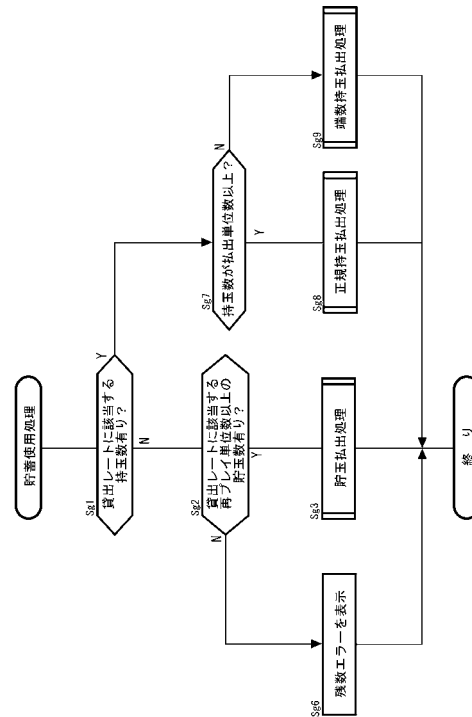 貯蓄使用処理
Sg1
貸出レートに該当する
持玉数有り?
Y
N
Sg2
貸出レートに該当する
再プレイ単位数以上の
貯玉数有り?
N
Y
Sg7
持玉数が払出単位数以上?
N
Y
Sg6
残数エラーを表示
Sg3
貯玉払出処理
Sg8
正規持玉払出処理
Sg9
端数持玉払出処理
終り